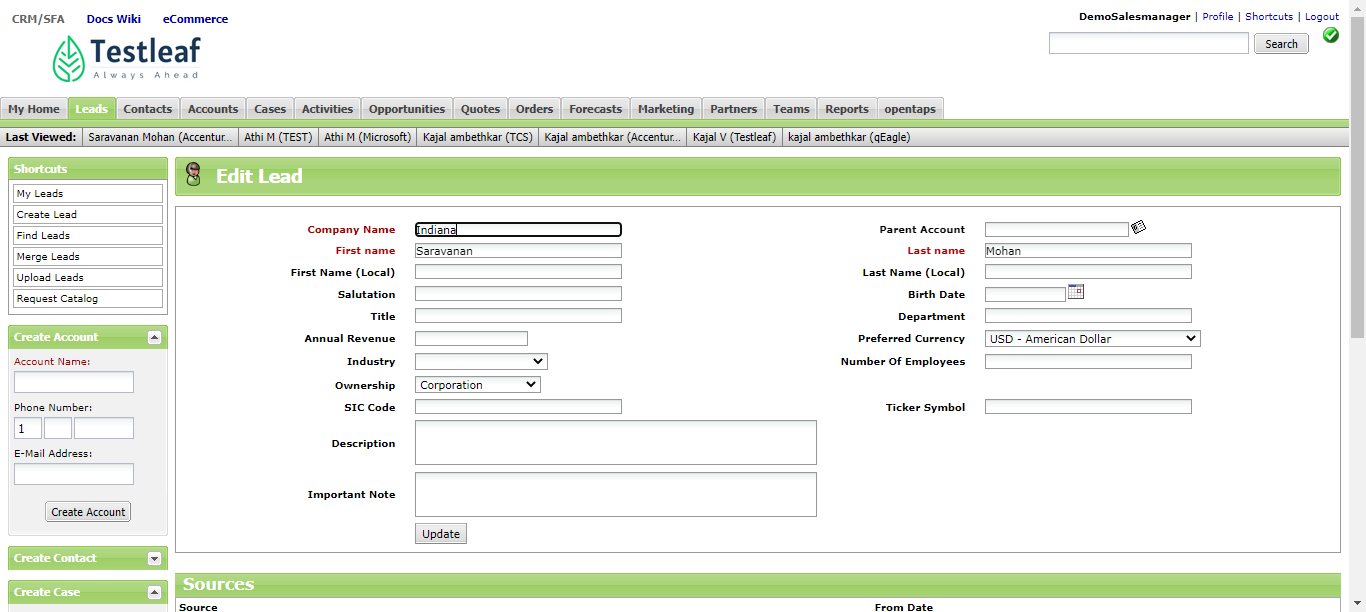 CRM/SFA Docs Wiki eCommerce
DemoSalesmanager | Profile | Shortcuts | Logout
Testleaf
Always Ahead
Search
My Home Leads Contacts Accounts Cases Activities Opportunities Quotes Orders Forecasts Marketing Partners Teams Reports opentaps
Last Viewed: Saravanan Mohan (Accentur... Athi M (TEST) Athi M (Microsoft) Kajal ambethkar (TCS) Kajal ambethkar (Accentur... Kajal V (Testleaf) kajal ambethkar (qEagle)
Shortcuts
My Leads
Create Lead
Find Leads
Merge Leads
Upload Leads
Request Catalog
Create Account
Account Name:
Phone Number:
1
E-Mail Address:
Create Account
Create Contact
Create Case
Edit Lead
Company Name Indiana Parent Account
First name Saravanan Last name Mohan
First Name (Local) Last Name (Local)
Salutation Birth Date
Title Department
Annual Revenue Preferred Currency USD - American Dollar
Industry Number Of Employees
Ownership Corporation
SIC Code Ticker Symbol
Description
Important Note
Update
Sources
Source From Date